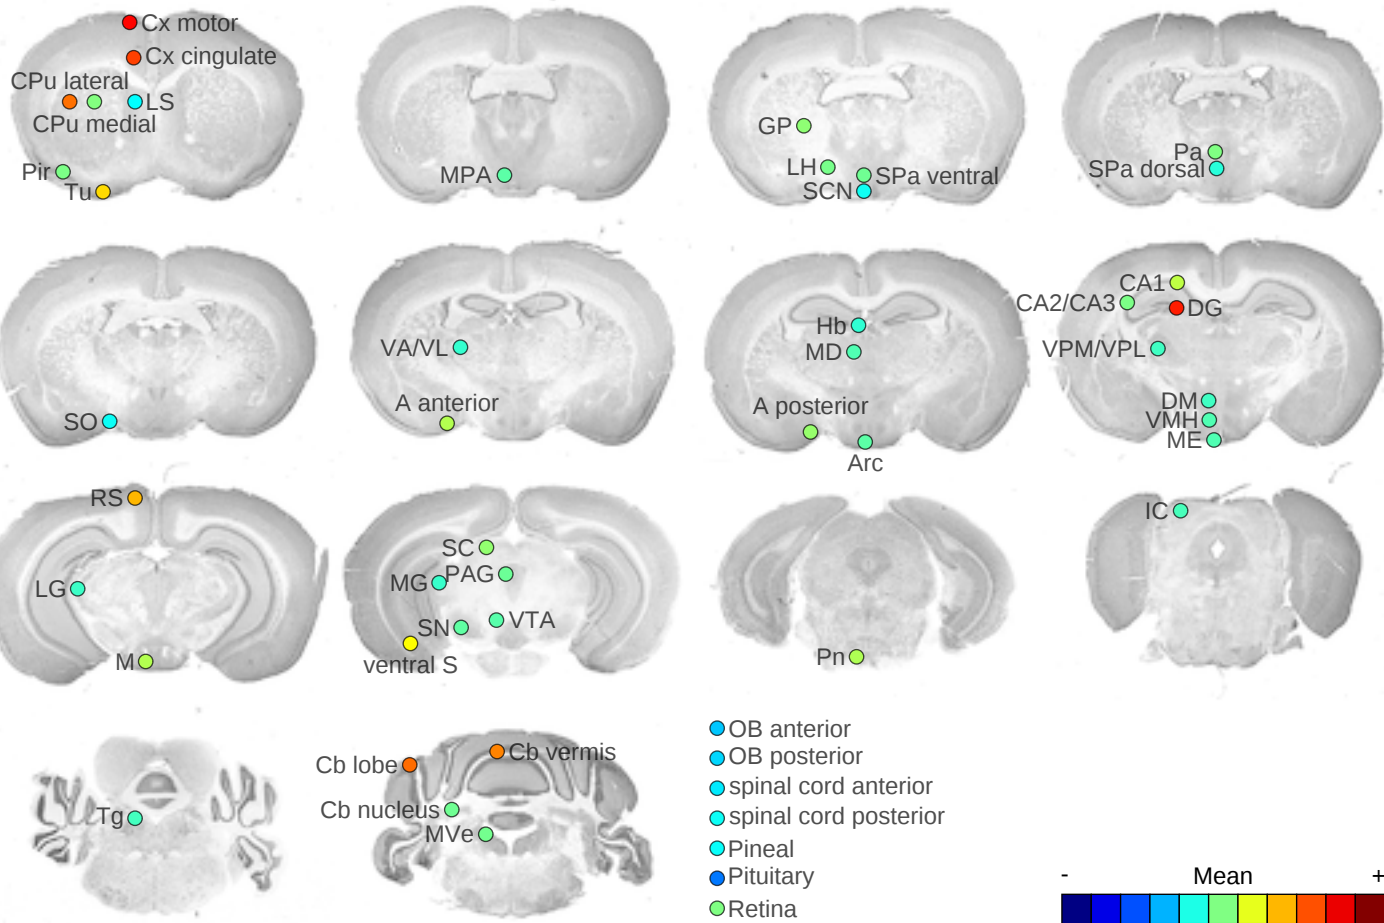 Cx motor
Cx cingulate
CPu lateral
LS
CPu medial
Pir
Tu
MPA
GP
LH
SPa ventral
SCN
Pa
SPa dorsal
SO
VA/VL
A anterior
Hb
MD
A posterior
Arc
CA1
CA2/CA3
DG
VPM/VPL
DM
VMH
ME
RS
LG
M
SC
MG
PAG
SN
VTA
ventral S
Pn
IC
Tg
Cb lobe
Cb vermis
Cb nucleus
MVe
OB anterior
OB posterior
spinal cord anterior
spinal cord posterior
Pineal
Pituitary
Retina
- Mean +